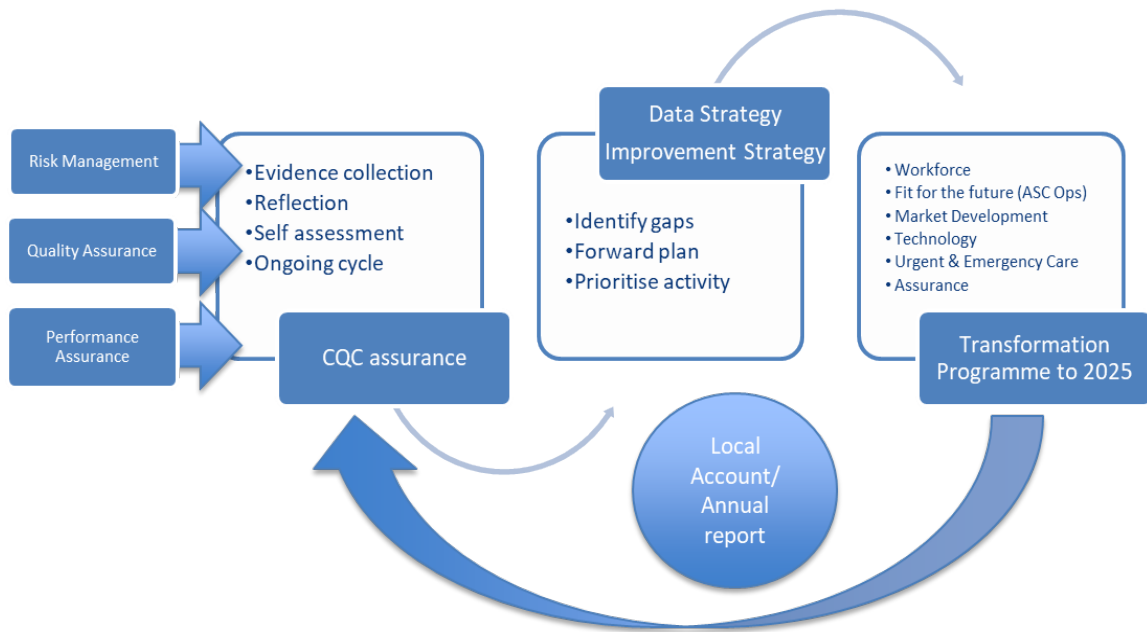 Risk Management
Quality Assurance
Performance
Assurance
•Evidence collection
•Reflection
•Self assessment
•Ongoing cycle
CQC assurance
Data Strategy
Improvement Strategy
•Identify gaps
•Forward plan
•Prioritise activity
• Workforce
• Fit for the future (ASC Ops)
• Market Development
• Technology
• Urgent & Emergency Care
• Assurance
Transformation
Programme to 2025
Local
Account/
Annual
report